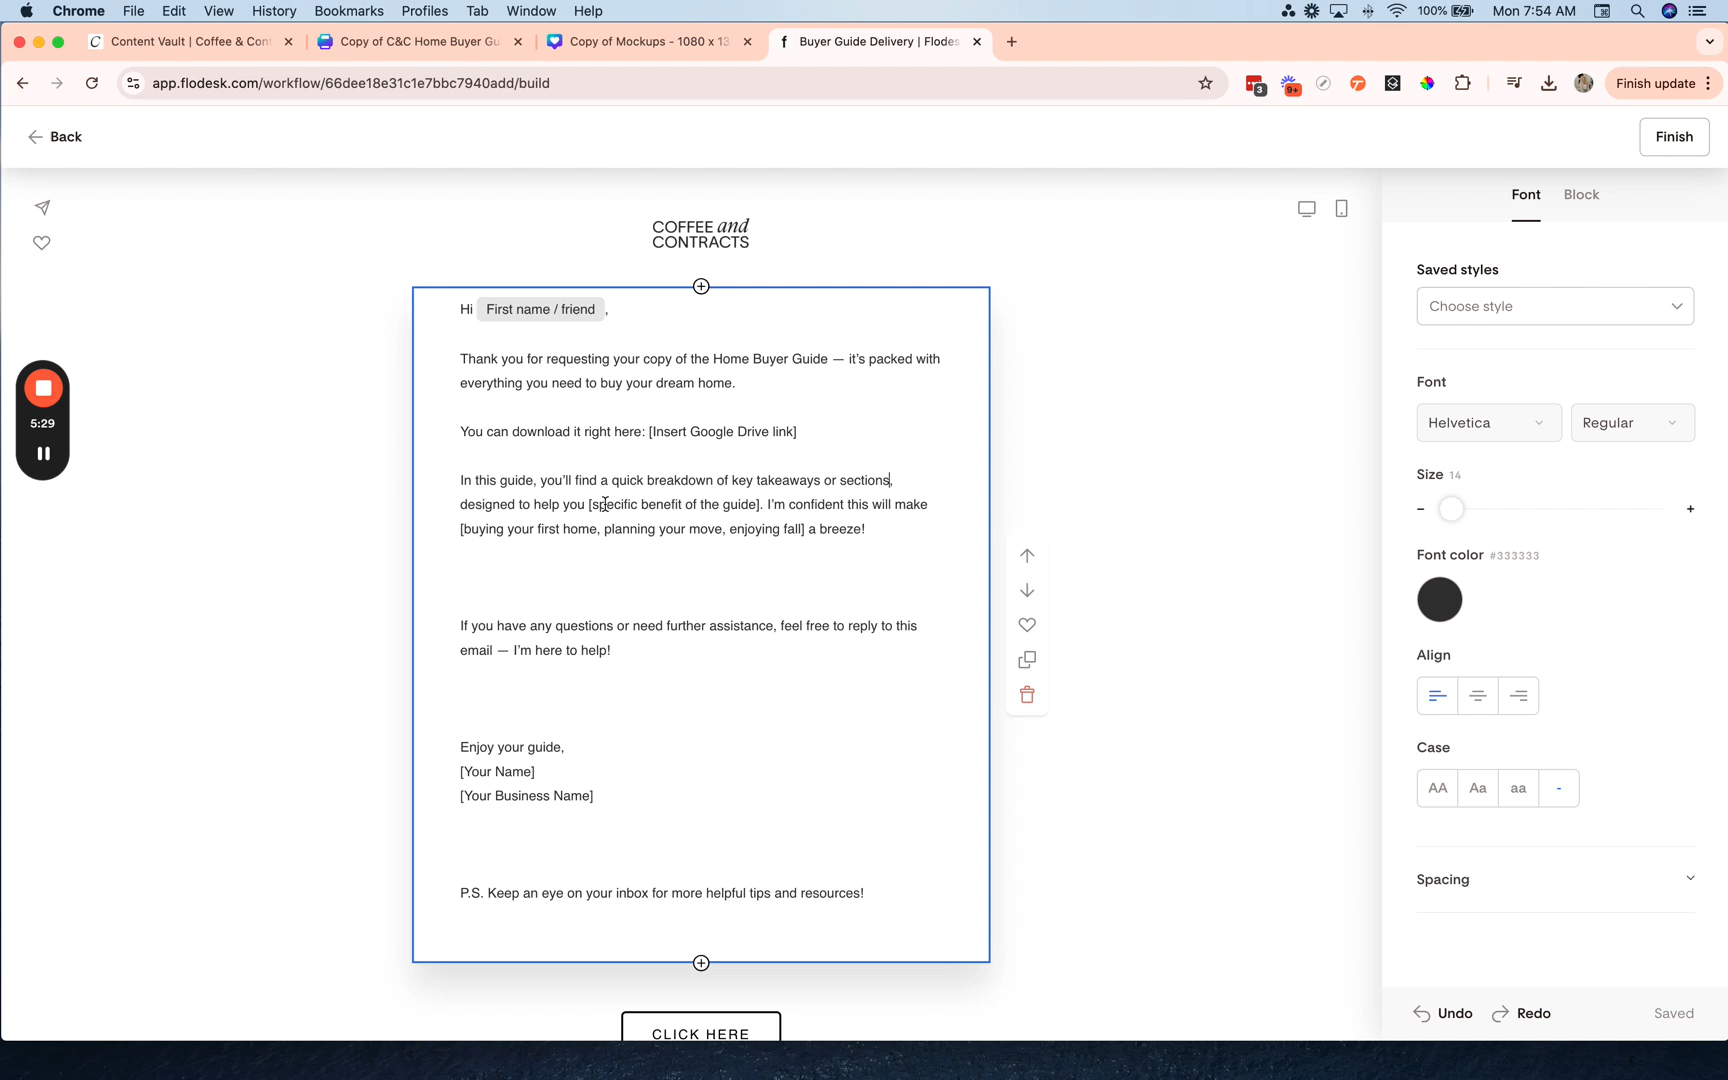 Chrome File Edit View History Bookmarks Profiles Tab Window Help 100% Mon 7:54 AM
Content Vault | Coffee & Con
Copy of C&C Home Buyer Gu
Copy of Mockups - 1080 x 13
Buyer Guide Delivery | Flodes
app.flodesk.com/workflow/66dee18e31c1e7bbc7940add/build
3
9+
Finish update
Back
Finish
COFFEE and
CONTRACTS
Hi First name / friend ,
Thank you for requesting your copy of the Home Buyer Guide — it’s packed with
everything you need to buy your dream home.
You can download it right here: [Insert Google Drive link]
In this guide, you’ll find a quick breakdown of key takeaways or sections,
designed to help you [specific benefit of the guide]. I’m confident this will make
[buying your first home, planning your move, enjoying fall] a breeze!
If you have any questions or need further assistance, feel free to reply to this
email — I’m here to help!
Enjoy your guide,
[Your Name]
[Your Business Name]
P.S. Keep an eye on your inbox for more helpful tips and resources!
CLICK HERE
5:29
Font Block
Saved styles
Choose style
Font
Helvetica Regular
Size 14
- +
Font color #333333
Align
Case
AA Aa aa -
Spacing
Undo Redo Saved